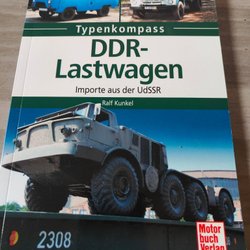 Typenkompass
DDR-
Lastwagen
Importe aus der UdSSR
Ralf Kunkel
2308
Motor
buch
Verlag